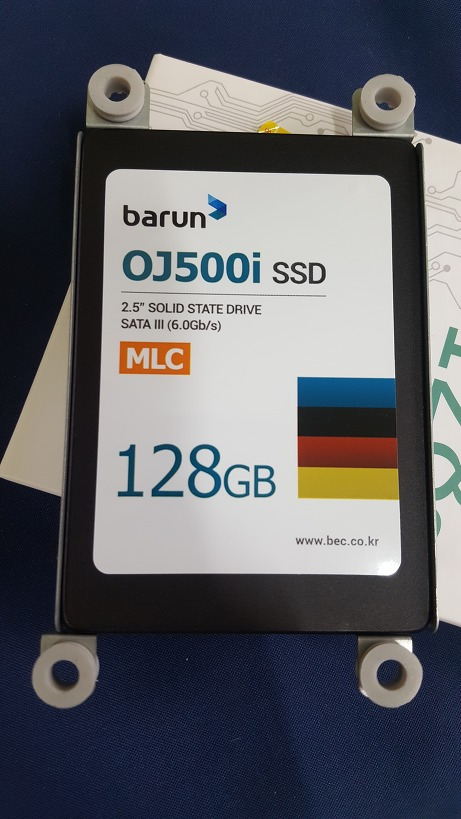 barun
OJ500i SSD
2.5" SOLID STATE DRIVE
SATA III (6.0Gb/s)
MLC
128GB
www.bec.co.kr